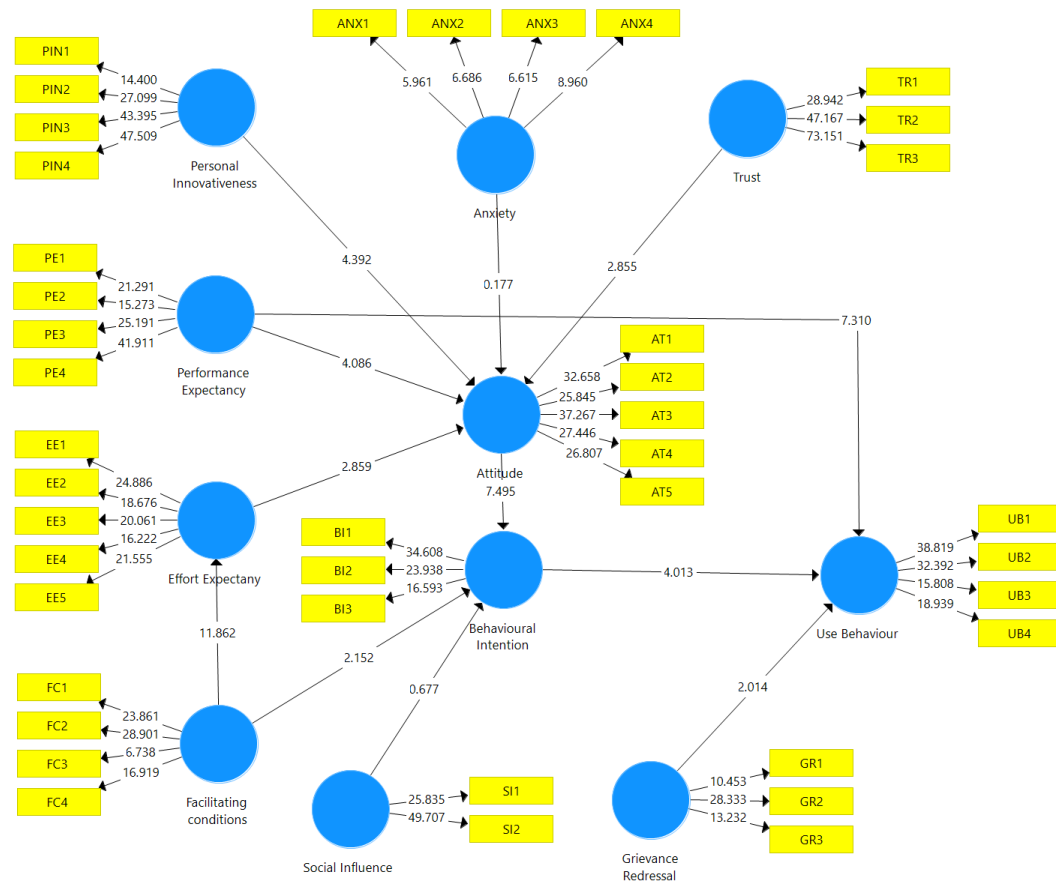 ANX1
ANX2
ANX3
ANX4
5.961
6.686
6.615
8.960
Anxiety
PIN1
PIN2
PIN3
PIN4
14.400
27.099
43.395
47.509
Personal
Innovativeness
TR1
TR2
TR3
28.942
47.167
73.151
Trust
4.392
0.177
2.855
PE1
PE2
PE3
PE4
21.291
15.273
25.191
41.911
Performance
Expectancy
7.310
4.086
AT1
AT2
AT3
AT4
AT5
32.658
25.845
37.267
27.446
26.807
Attitude
7.495
2.859
EE1
EE2
EE3
EE4
EE5
24.886
18.676
20.061
16.222
21.555
Effort Expectany
BI1
BI2
BI3
34.608
23.938
16.593
Behavioural
Intention
4.013
UB1
UB2
UB3
UB4
38.819
32.392
15.808
18.939
Use Behaviour
11.862
2.152
0.677
2.014
FC1
FC2
FC3
FC4
23.861
28.901
6.738
16.919
Facilitating
conditions
SI1
SI2
25.835
49.707
Social Influence
GR1
GR2
GR3
10.453
28.333
13.232
Grievance
Redressal